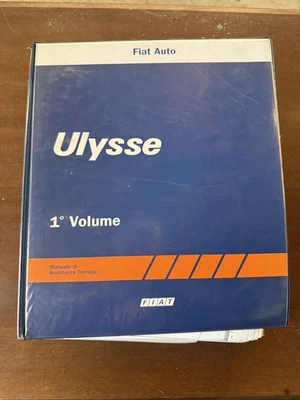 Fiat Auto
Ulysse
1° Volume
Manuale di
Assistenza Tecnica
FIAT